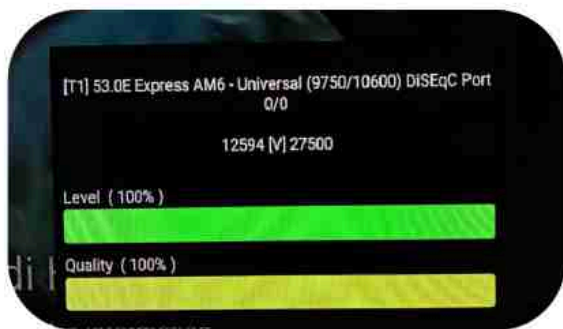 [T1] 53.0E Express AM6 - Universal (9750/10600) DiSEqC Port
0/0
12594 [V] 27500
Level ( 100% )
Quality ( 100% )